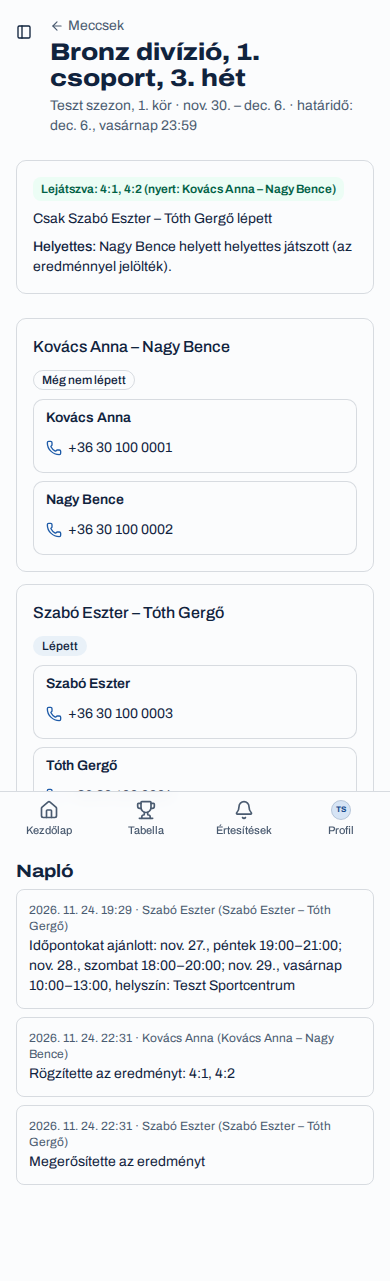 Meccsek
Bronz divízió, 1.
csoport, 3. hét
Teszt szezon, 1. kör · nov. 30. – dec. 6. · határidő:
dec. 6., vasárnap 23:59
Lejátszva: 4:1, 4:2 (nyert: Kovács Anna – Nagy Bence)
Csak Szabó Eszter – Tóth Gergő lépett
Helyettes: Nagy Bence helyett helyettes játszott (az
eredménnyel jelölték).
Kovács Anna – Nagy Bence
Még nem lépett
Kovács Anna
+36 30 100 0001
Nagy Bence
+36 30 100 0002
Szabó Eszter – Tóth Gergő
Lépett
Szabó Eszter
+36 30 100 0003
Tóth Gergő
Kezdőlap
Tabella
Értesítések
TS
Profil
Napló
2026. 11. 24. 19:29 · Szabó Eszter (Szabó Eszter – Tóth
Gergő)
Időpontokat ajánlott: nov. 27., péntek 19:00–21:00;
nov. 28., szombat 18:00–20:00; nov. 29., vasárnap
10:00–13:00, helyszín: Teszt Sportcentrum
2026. 11. 24. 22:31 · Kovács Anna (Kovács Anna – Nagy
Bence)
Rögzítette az eredményt: 4:1, 4:2
2026. 11. 24. 22:31 · Szabó Eszter (Szabó Eszter – Tóth
Gergő)
Megerősítette az eredményt